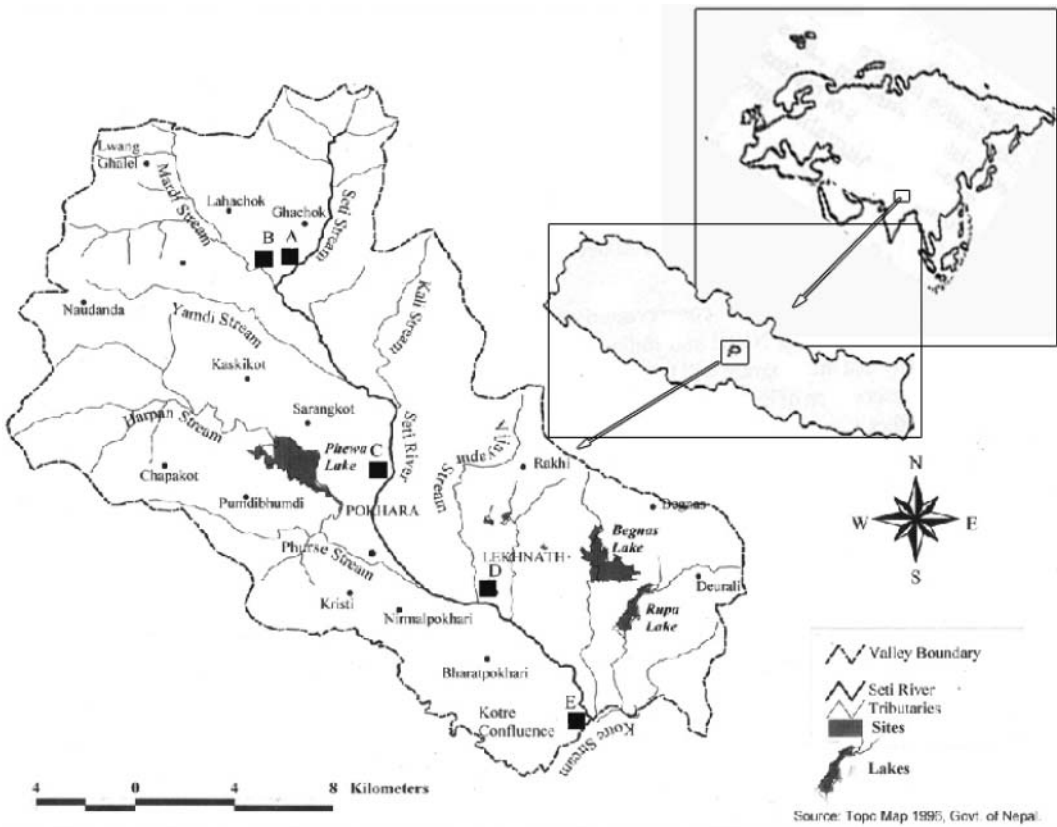 Lwang
Ghalel
Mardi Stream
Lahachok
Ghachok
Seti Stream
B
A
Naudanda
Yamdi Stream
Kali Stream
Kaskikot
Sarangkot
Harpan Stream
Phewa
Lake
C
Seti River
Vijay
Stream
Rakhi
Chapakot
Pumdibhumdi
POKHARA
Begnas
Begnas
Lake
Phurse Stream
LEKHNATH
D
Deurali
Kristi
Nirmalpokhari
Rupa
Lake
Bharatpokhari
E
Kotre
Confluence
Kotre Stream
N
W
E
S
Valley Boundary
Seti River
Tributaries
Sites
Lakes
4 0 4 8 Kilometers
Source: Topo Map 1996, Govt. of Nepal.